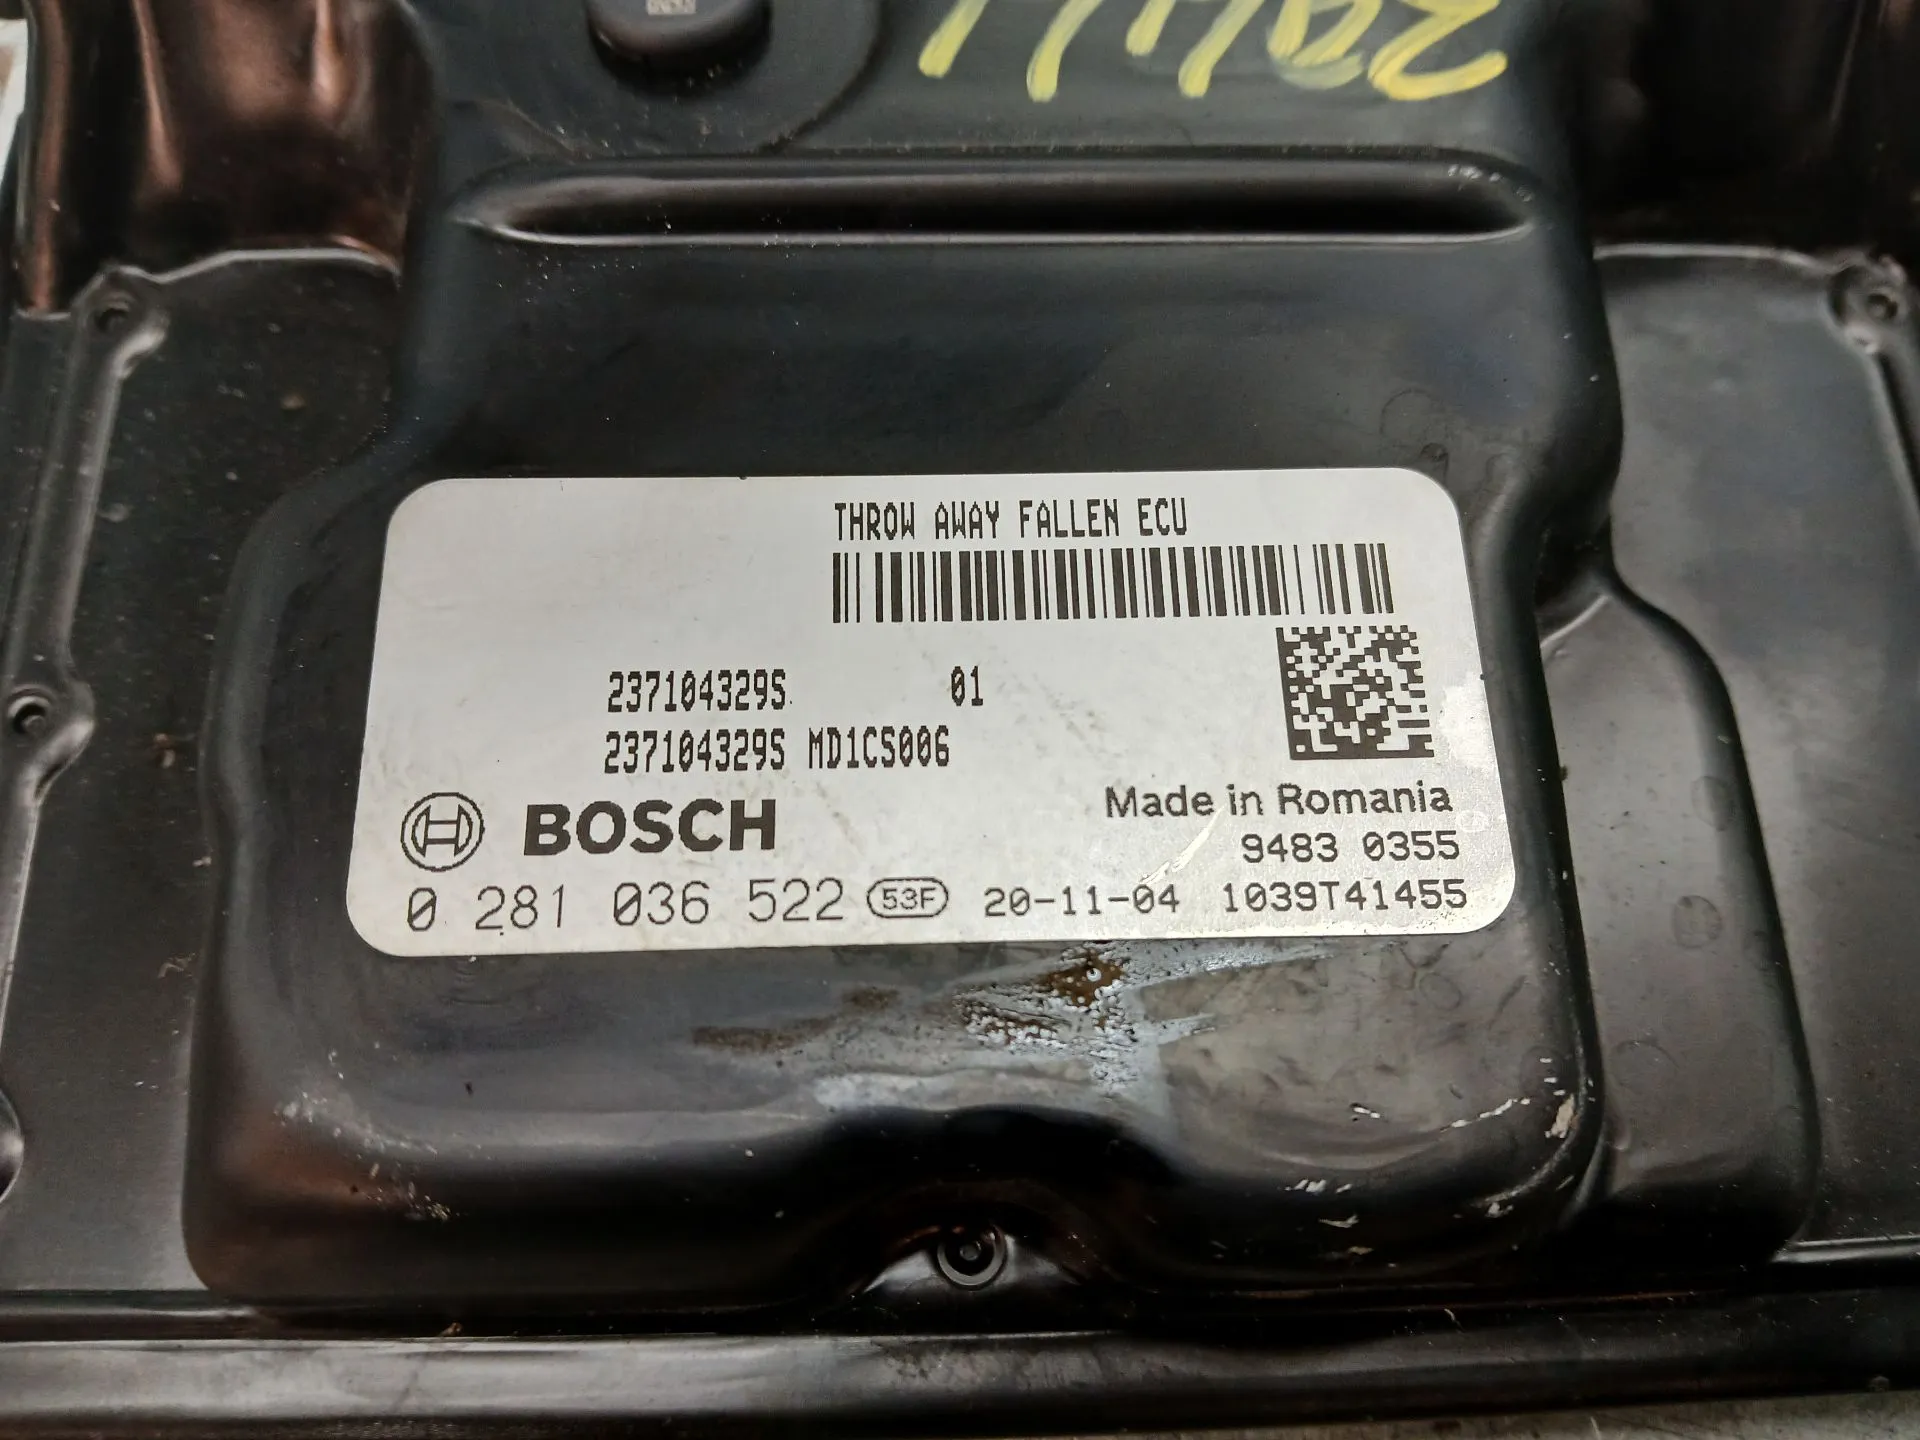 THROW AWAY FALLEN ECU
237104329S 01
237104329S MD1CS006
BOSCH
Made in Romania
9483 0355
0 281 036 522 53F 20-11-04 1039T41455